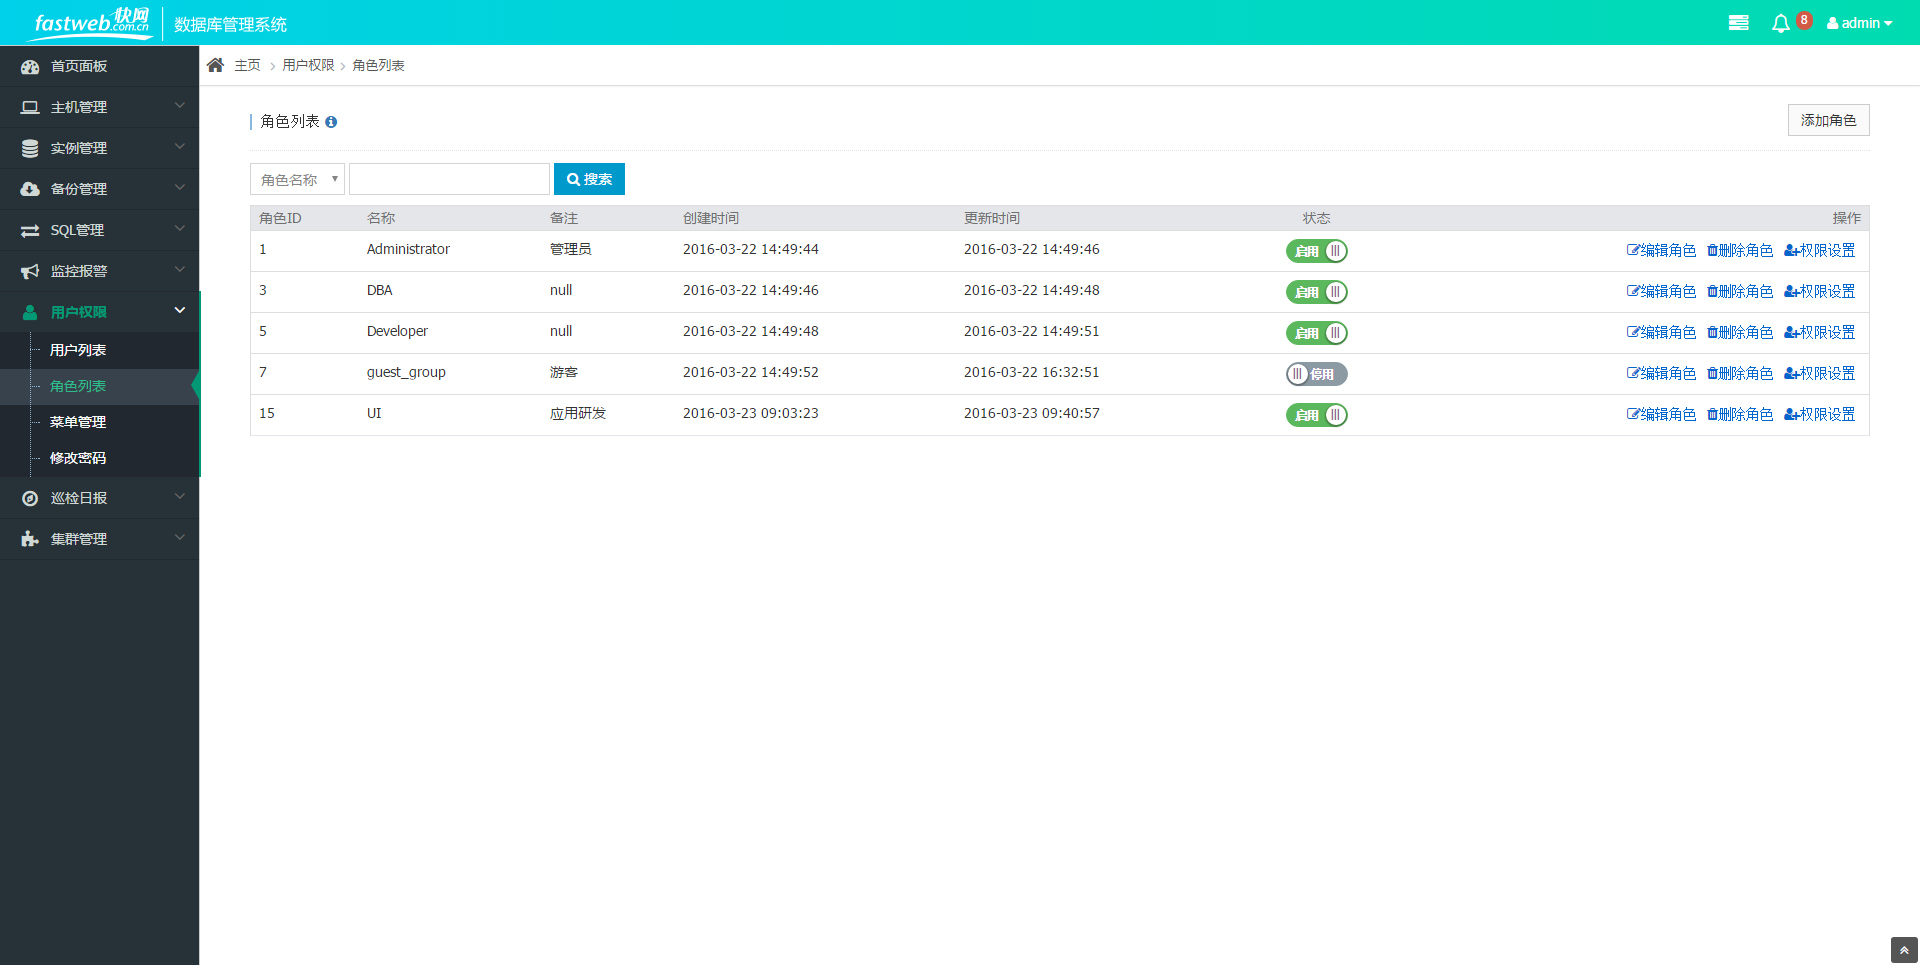 fastweb快网
.com.cn
数据库管理系统
8
admin
首页面板
主机管理
实例管理
备份管理
SQL管理
监控报警
用户权限
用户列表
角色列表
菜单管理
修改密码
巡检日报
集群管理
主页 > 用户权限 > 角色列表
角色列表
添加角色
角色名称
搜索
角色ID 名称 备注 创建时间 更新时间 状态 操作
1 Administrator 管理员 2016-03-22 14:49:44 2016-03-22 14:49:46 启用 编辑角色 删除角色 权限设置
3 DBA null 2016-03-22 14:49:46 2016-03-22 14:49:48 启用 编辑角色 删除角色 权限设置
5 Developer null 2016-03-22 14:49:48 2016-03-22 14:49:51 启用 编辑角色 删除角色 权限设置
7 guest_group 游客 2016-03-22 14:49:52 2016-03-22 16:32:51 停用 编辑角色 删除角色 权限设置
15 UI 应用研发 2016-03-23 09:03:23 2016-03-23 09:40:57 启用 编辑角色 删除角色 权限设置